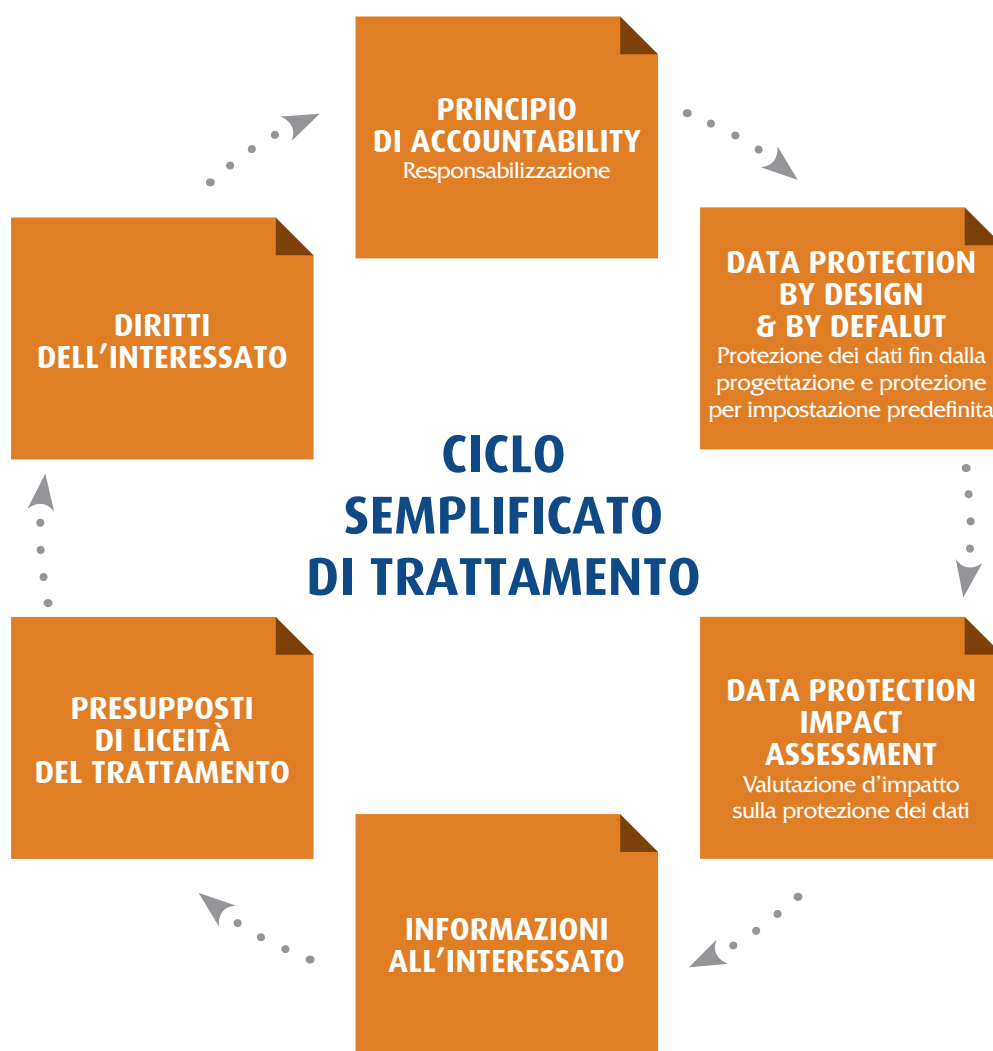 PRINCIPIO
DI ACCOUNTABILITY
Responsabilizzazione
DATA PROTECTION
BY DESIGN
& BY DEFALUT
Protezione dei dati fin dalla
progettazione e protezione
per impostazione predefinita
DIRITTI
DELL'INTERESSATO
CICLO
SEMPLIFICATO
DI TRATTAMENTO
PRESUPPOSTI
DI LICEITÀ
DEL TRATTAMENTO
DATA PROTECTION
IMPACT
ASSESSMENT
Valutazione d'impatto
sulla protezione dei dati
INFORMAZIONI
ALL'INTERESSATO